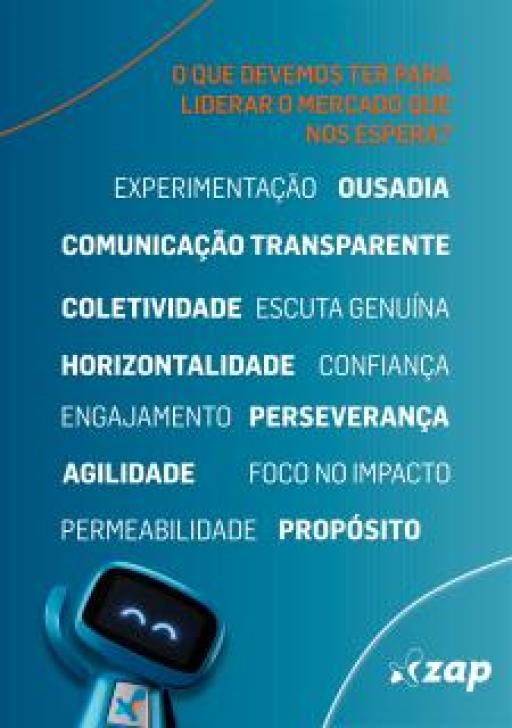 O QUE DEVEMOS TER PARA
LIDERAR O MERCADO QUE
NOS ESPERA?
EXPERIMENTAÇÃO OUSADIA
COMUNICAÇÃO TRANSPARENTE
COLETIVIDADE ESCUTA GENUÍNA
HORIZONTALIDADE CONFIANÇA
ENGAJAMENTO PERSEVERANÇA
AGILIDADE FOCO NO IMPACTO
PERMEABILIDADE PROPÓSITO
zap